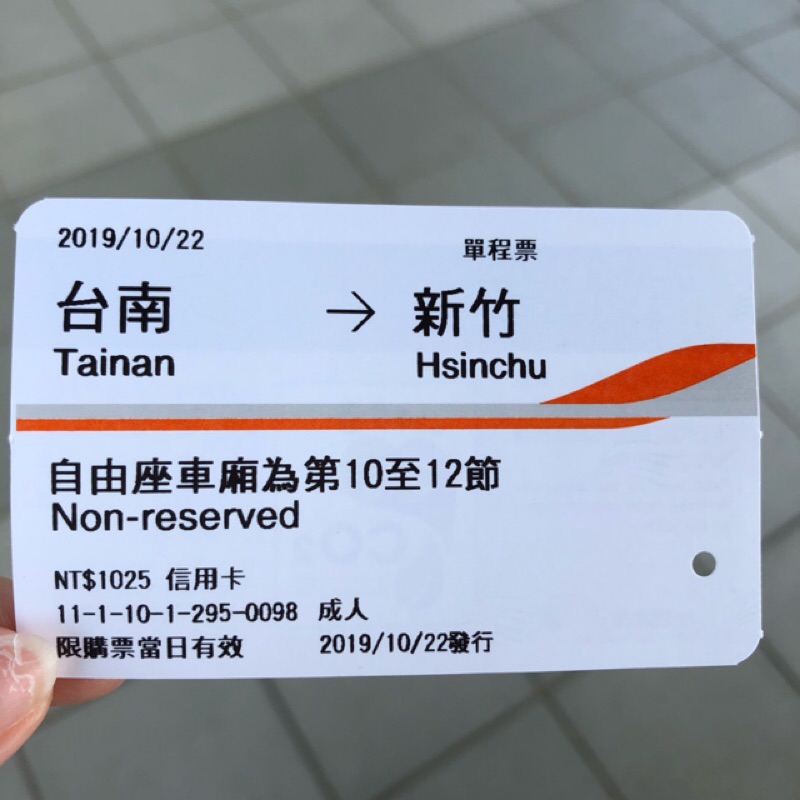 2019/10/22 單程票
台南 → 新竹
Tainan Hsinchu
自由座車廂為第10至12節
Non-reserved
NT$1025 信用卡
11-1-10-1-295-0098 成人
限購票當日有效 2019/10/22發行